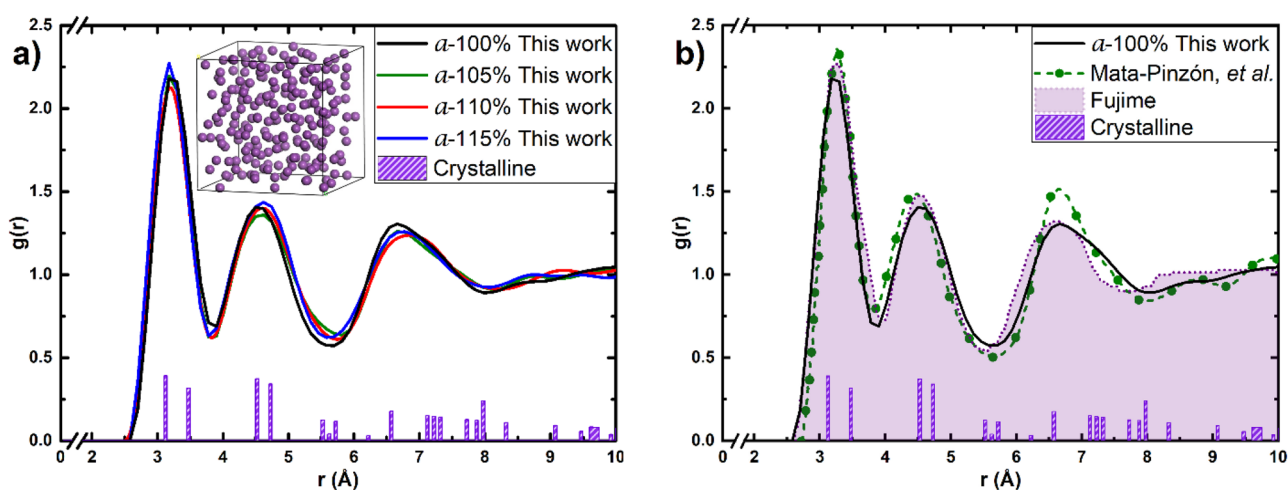 a)
g(r)
2.5
2.0
1.5
1.0
0.5
0.0
0 2 3 4 5 6 7 8 9 10
r (Å)
a-100% This work
a-105% This work
a-110% This work
a-115% This work
Crystalline
b)
g(r)
2.5
2.0
1.5
1.0
0.5
0.0
0 2 3 4 5 6 7 8 9 10
r (Å)
a-100% This work
Mata-Pinzón, et al.
Fujime
Crystalline